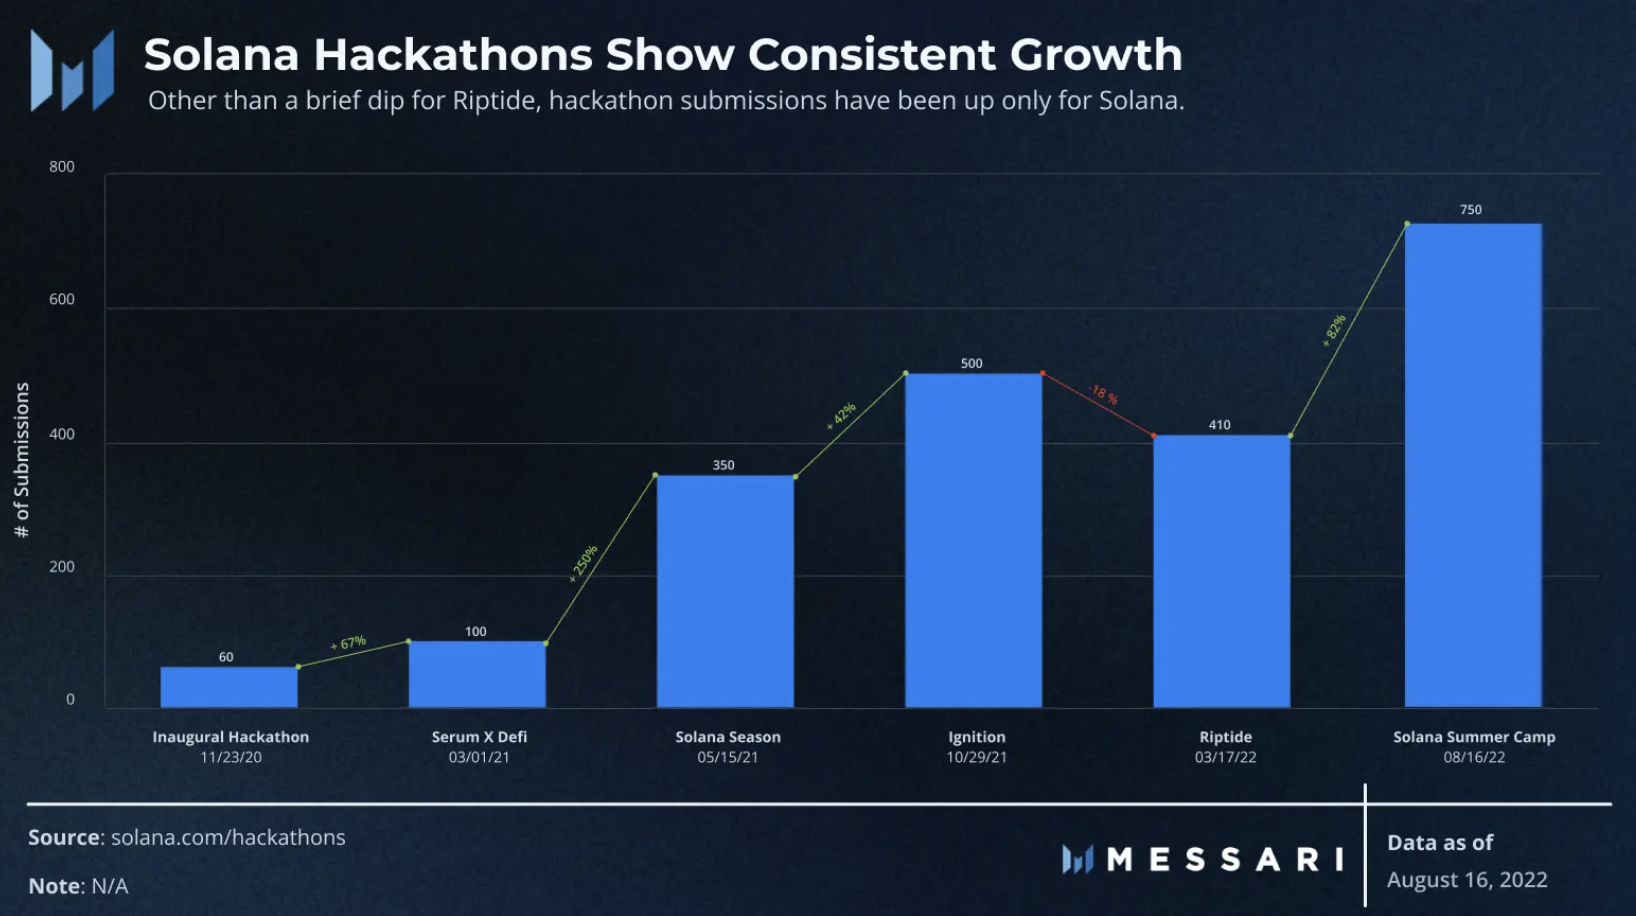 Solana Hackathons Show Consistent Growth
Other than a brief dip for Riptide, hackathon submissions have been up only for Solana.
# of Submissions
800
600
400
200
0
60
+ 67%
100
+ 250%
350
+ 42%
500
-18 %
410
+ 82%
750
Inaugural Hackathon
11/23/20
Serum X Defi
03/01/21
Solana Season
05/15/21
Ignition
10/29/21
Riptide
03/17/22
Solana Summer Camp
08/16/22
Source: solana.com/hackathons
Note: N/A
MESSARI
Data as of
August 16, 2022